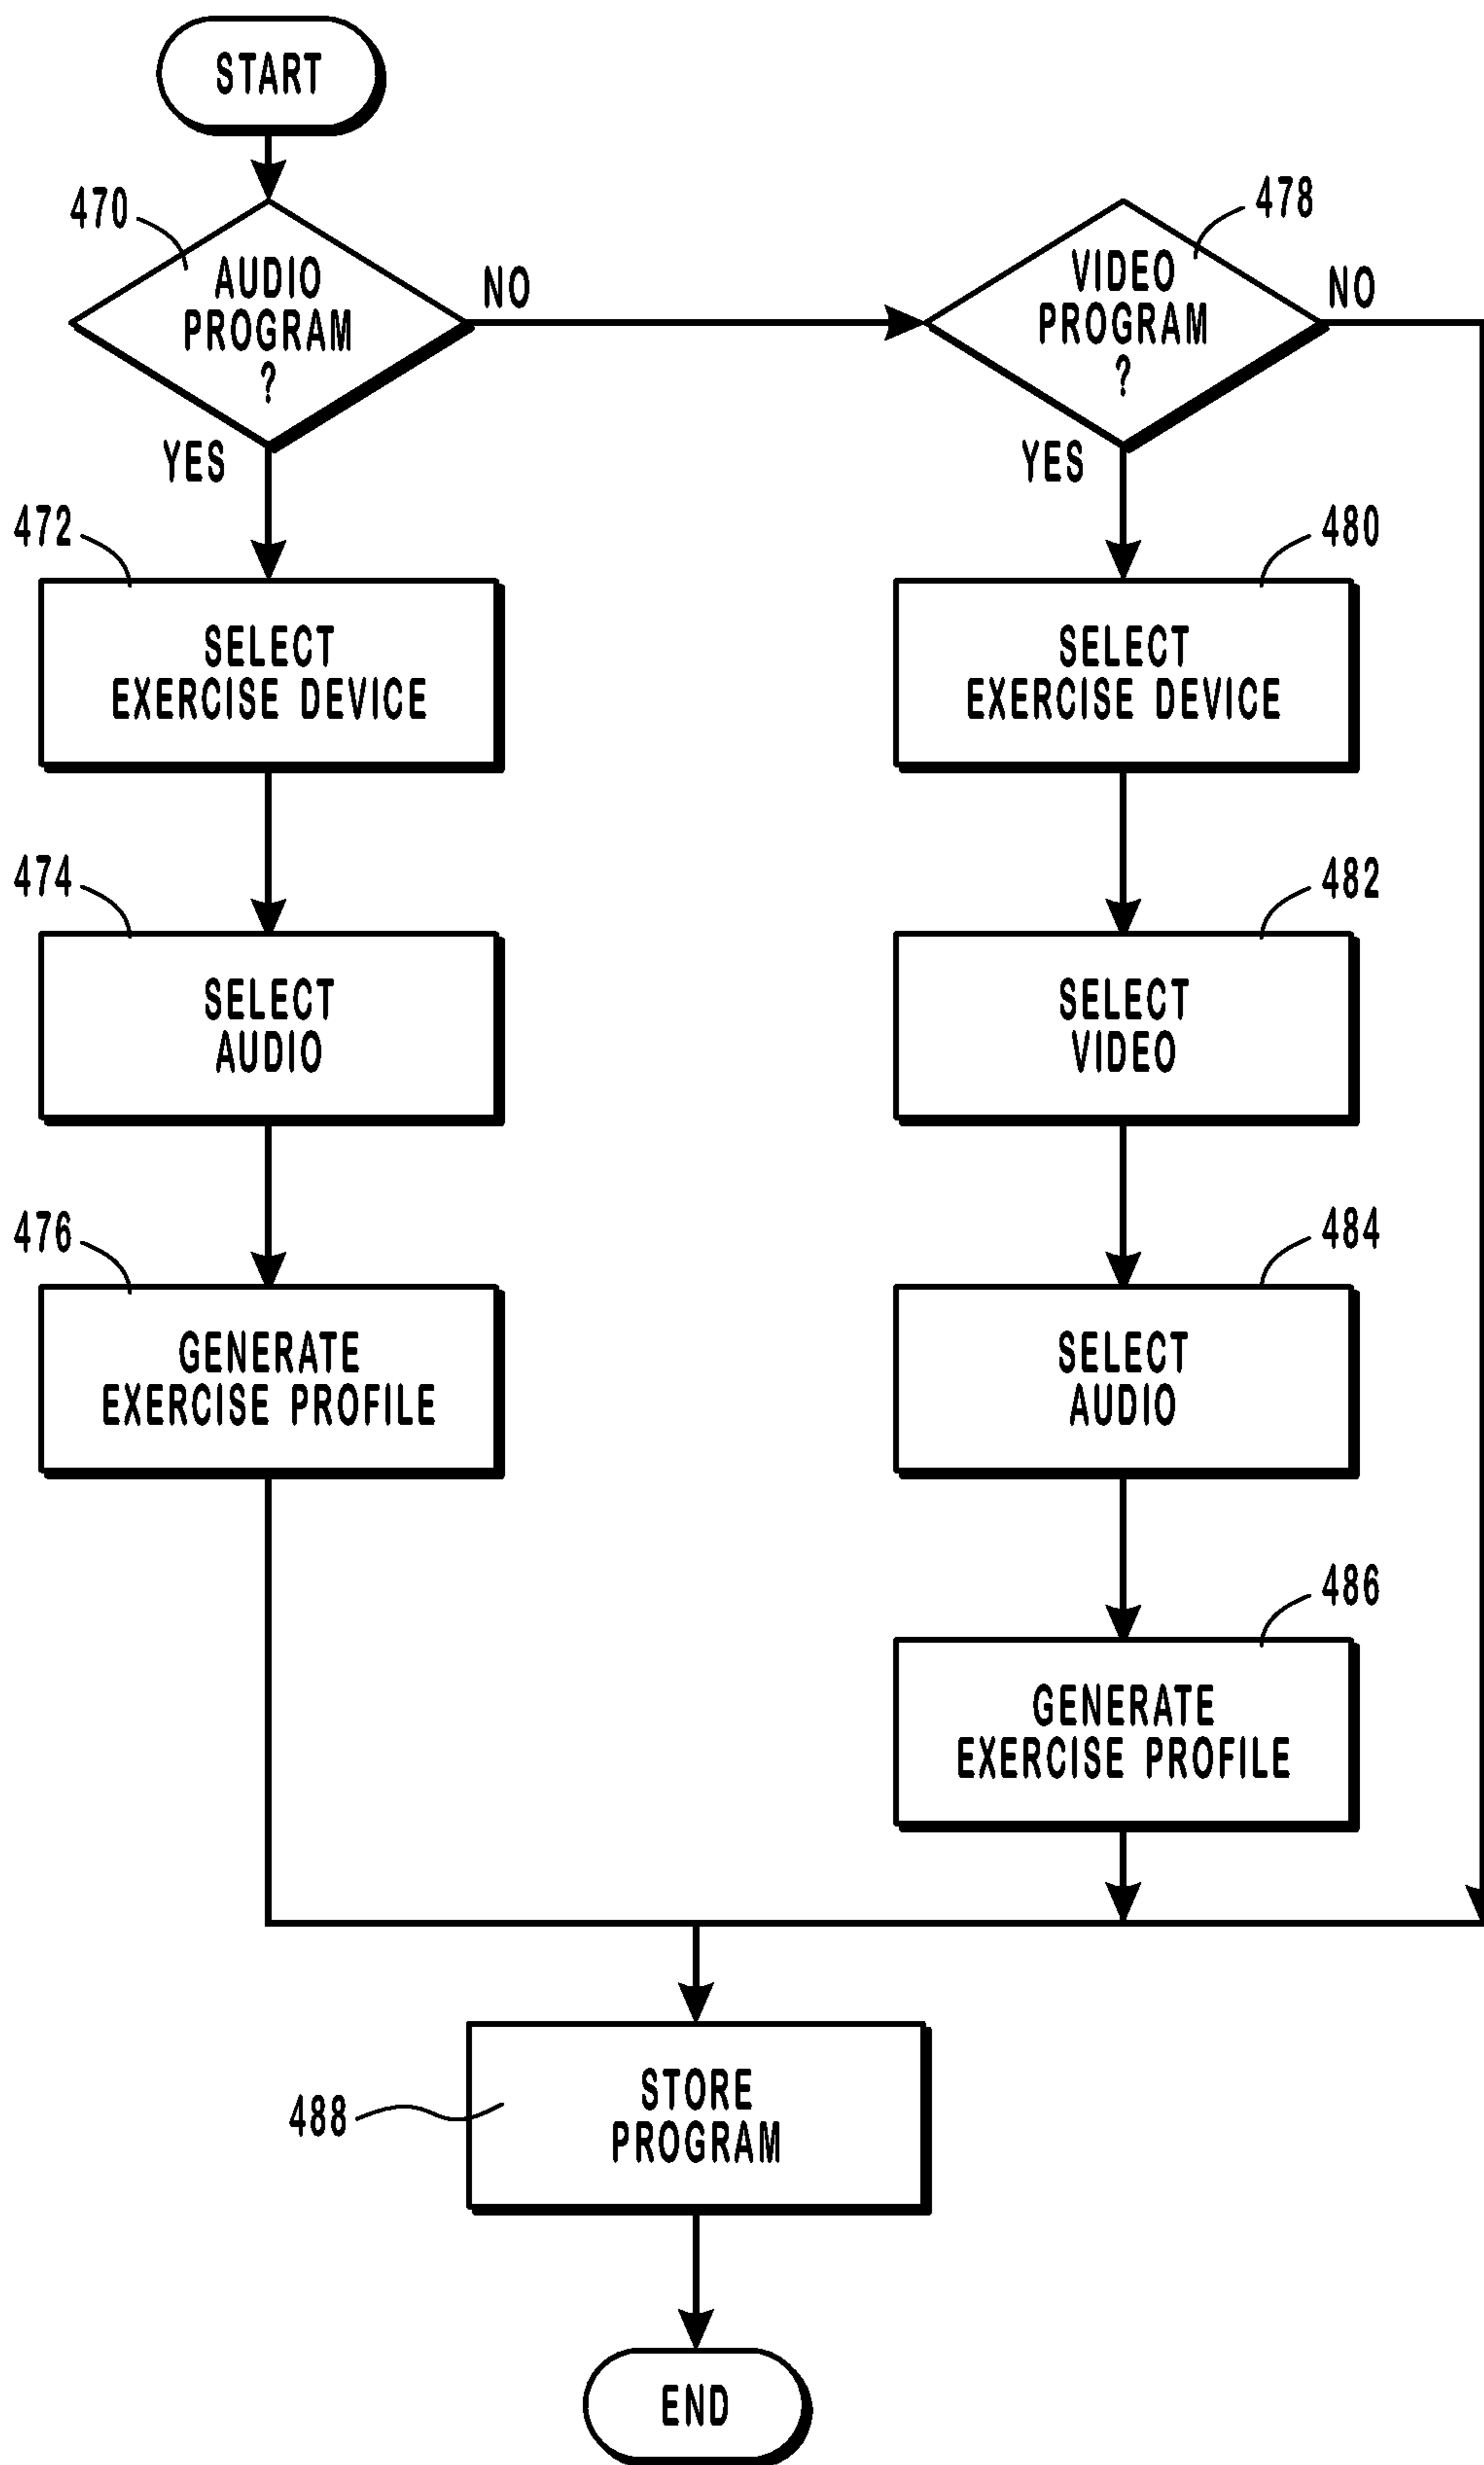 START
470
AUDIO
PROGRAM
?
NO
YES
478
VIDEO
PROGRAM
?
NO
YES
472
SELECT
EXERCISE DEVICE
480
SELECT
EXERCISE DEVICE
474
SELECT
AUDIO
482
SELECT
VIDEO
476
GENERATE
EXERCISE PROFILE
484
SELECT
AUDIO
486
GENERATE
EXERCISE PROFILE
488
STORE
PROGRAM
END